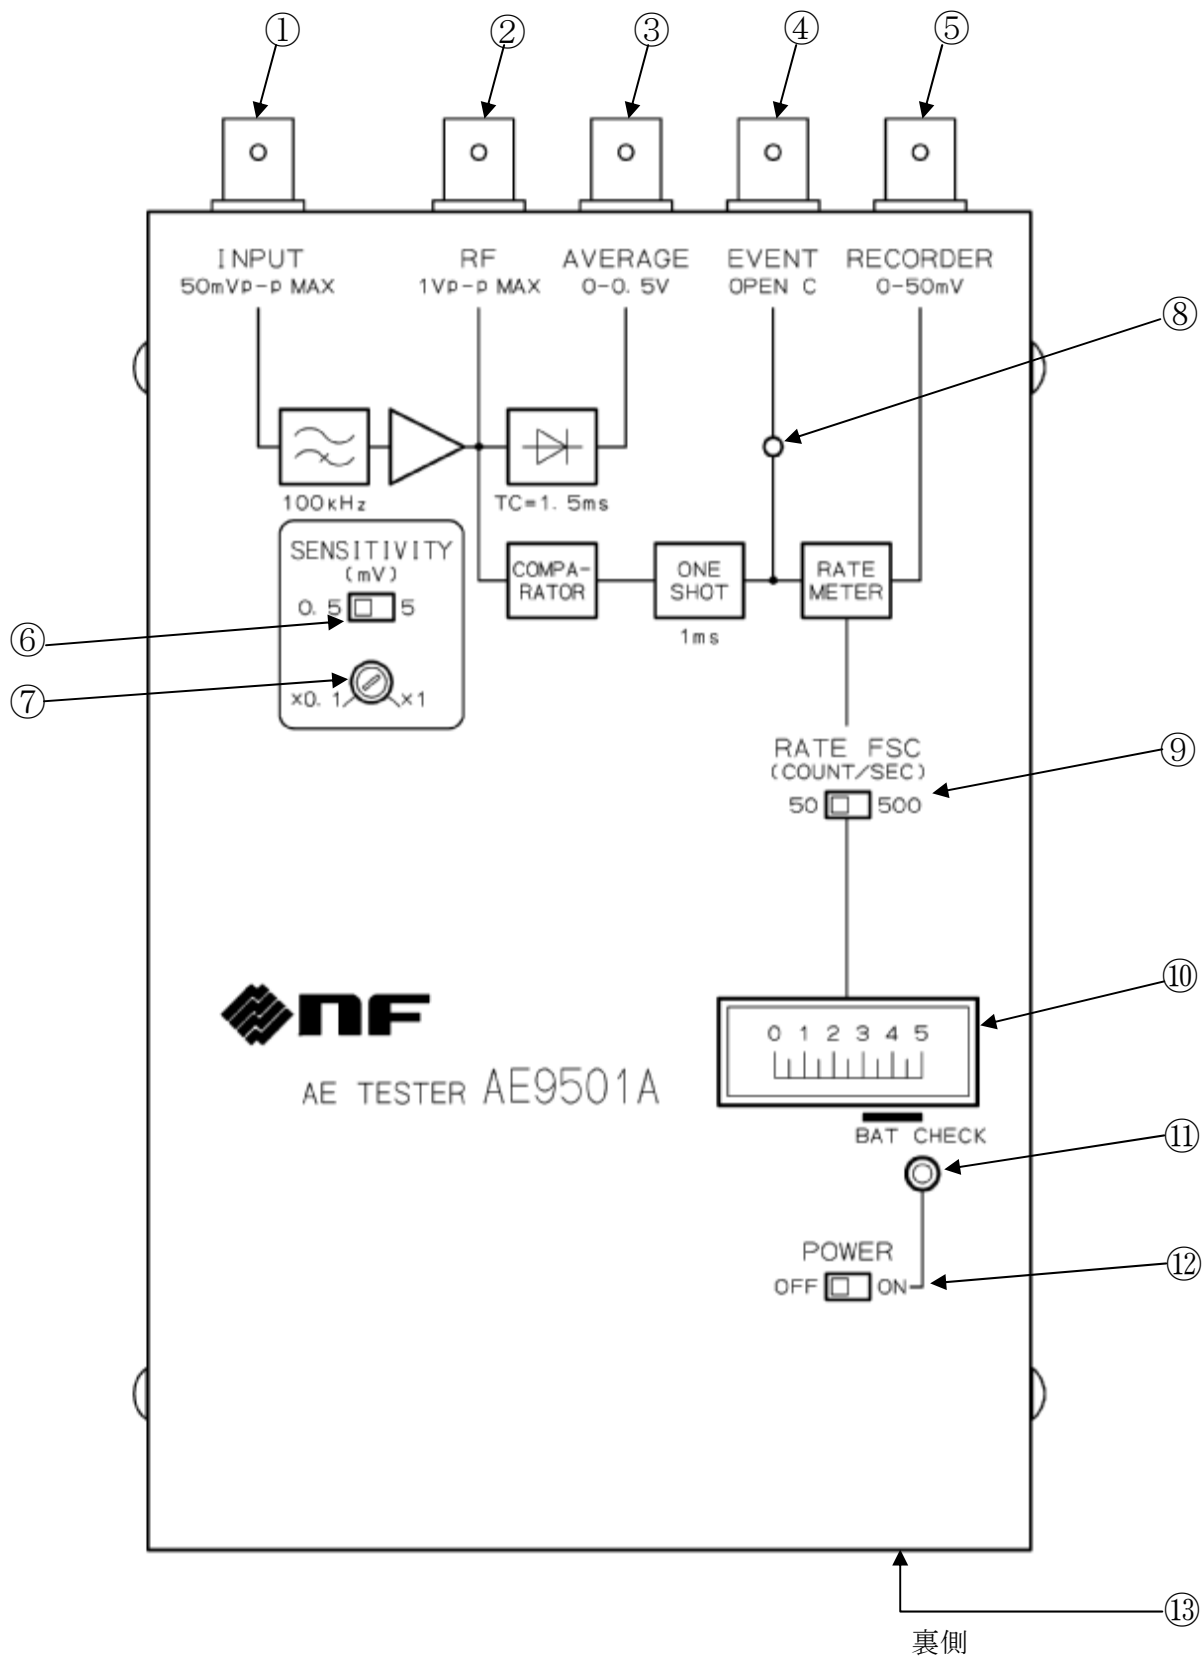 ① ② ③ ④ ⑤
INPUT RF AVERAGE EVENT RECORDER
50mVp-p MAX 1Vp-p MAX 0-0.5V OPEN C 0-50mV
⑧
100kHz TC=1.5ms
SENSITIVITY
(mV)
0.5 5
⑥
×0.1 ×1
⑦
COMPA-
RATOR
ONE
SHOT
1ms
RATE
METER
RATE FSC
(COUNT/SEC)
50 500
⑨
⑩
0 1 2 3 4 5
nF
AE TESTER AE9501A
BAT CHECK
⑪
POWER
OFF ON
⑫
⑬
裏側